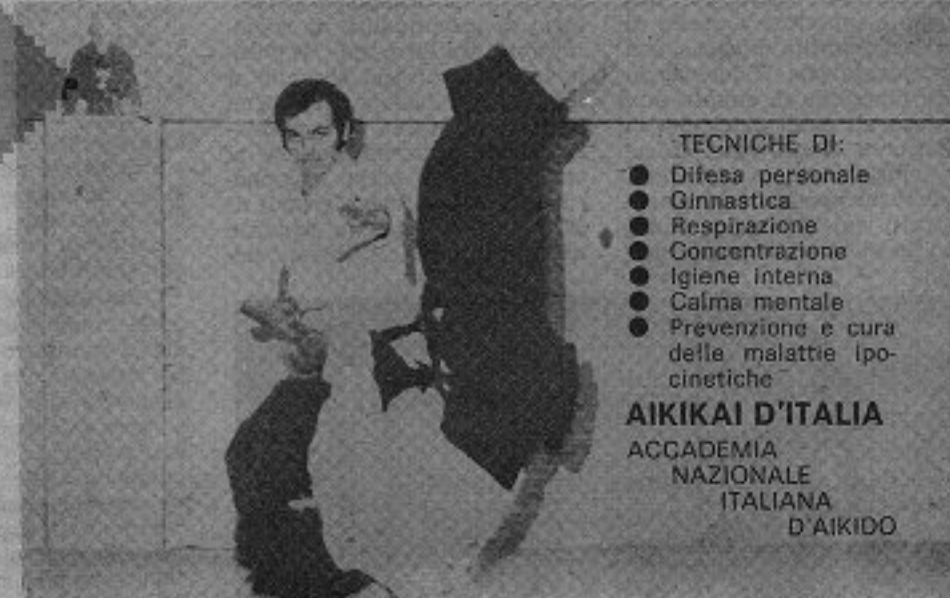 TECNICHE DI:
● Difesa personale
● Ginnastica
● Respirazione
● Concentrazione
● Igiene interna
● Calma mentale
● Prevenzione e cura
delle malattie ipo-
cinetiche
AIKIKAI D'ITALIA
ACCADEMIA
NAZIONALE
ITALIANA
D'AIKIDO